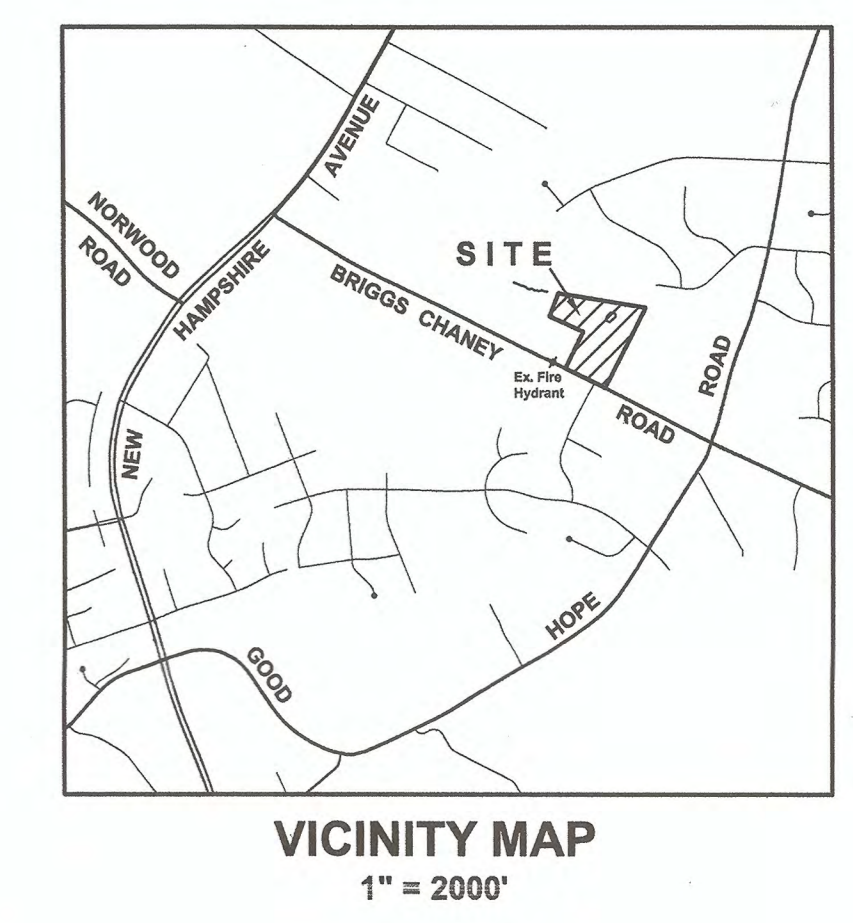 AVENUE
NORWOOD
ROAD
HAMPSHIRE
SITE
BRIGGS CHANEY
Ex. Fire
Hydrant
ROAD
ROAD
NEW
HOPE
GOOD
VICINITY MAP
1" = 2000'